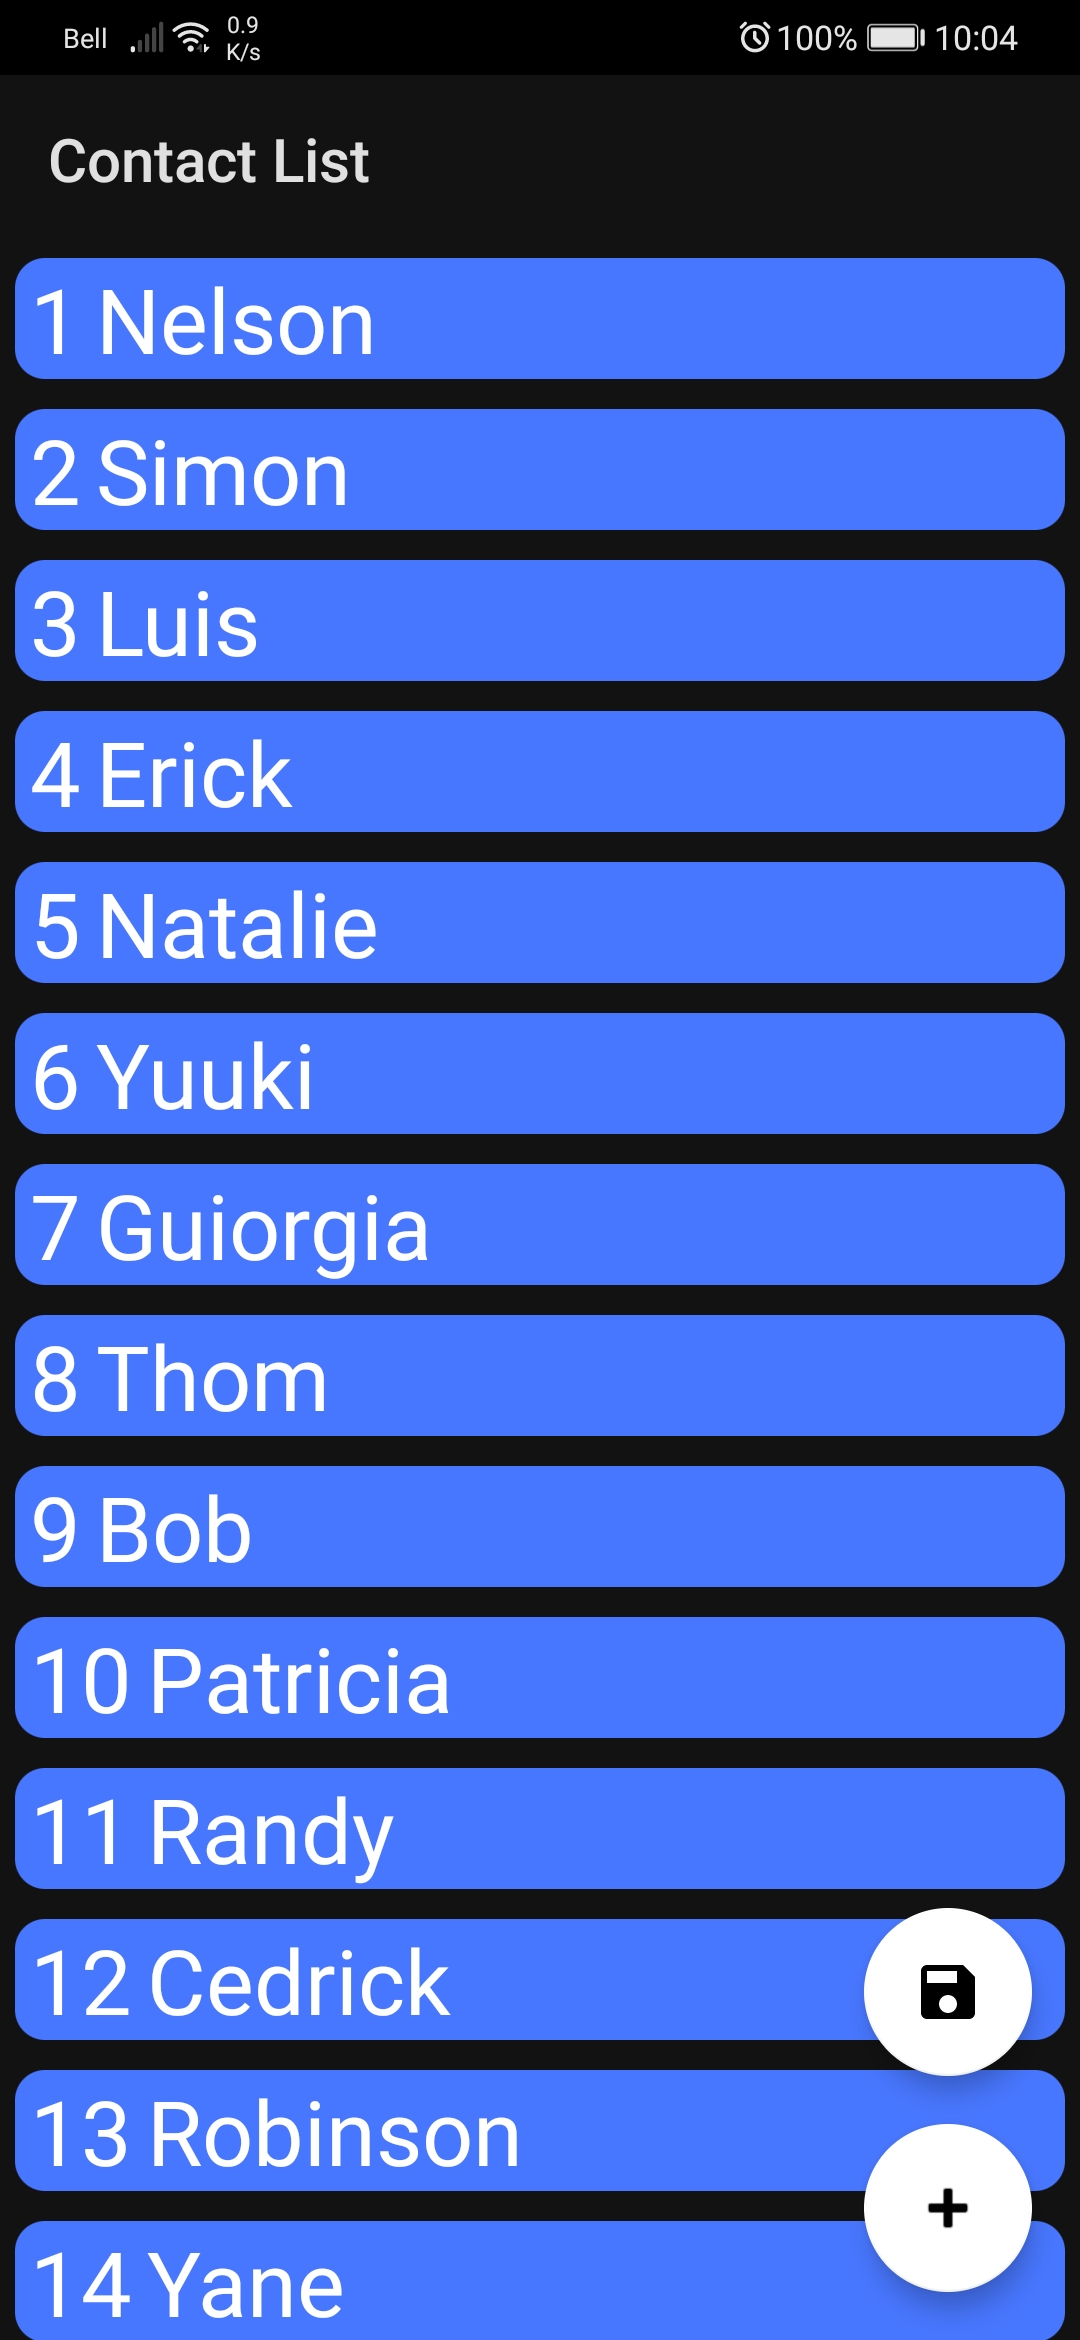 Bell 0.9 K/s 100% 10:04
Contact List
1 Nelson
2 Simon
3 Luis
4 Erick
5 Natalie
6 Yuuki
7 Guiorgia
8 Thom
9 Bob
10 Patricia
11 Randy
12 Cedrick
13 Robinson
14 Yane